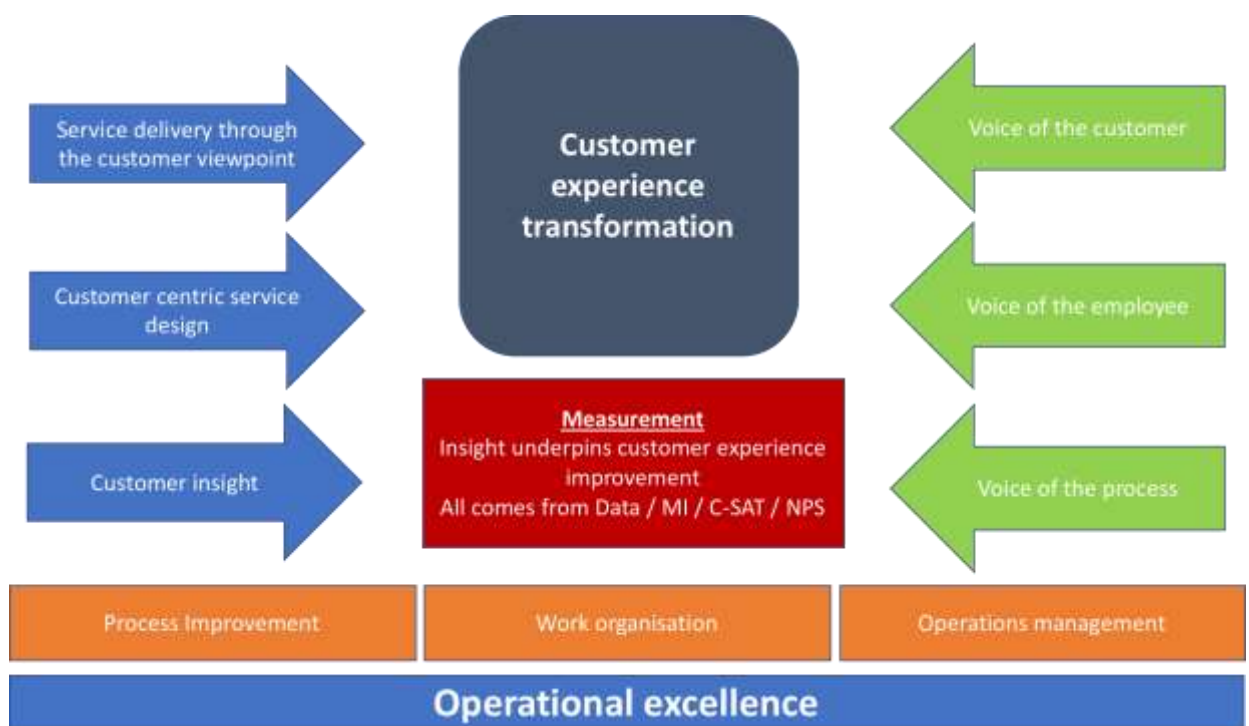 Customer
experience
transformation
Service delivery through
the customer viewpoint
Customer centric service
design
Customer insight
Voice of the customer
Voice of the employee
Voice of the process
Measurement
Insight underpins customer experience
improvement
All comes from Data / MI / C-SAT / NPS
Process Improvement
Work organisation
Operations management
Operational excellence